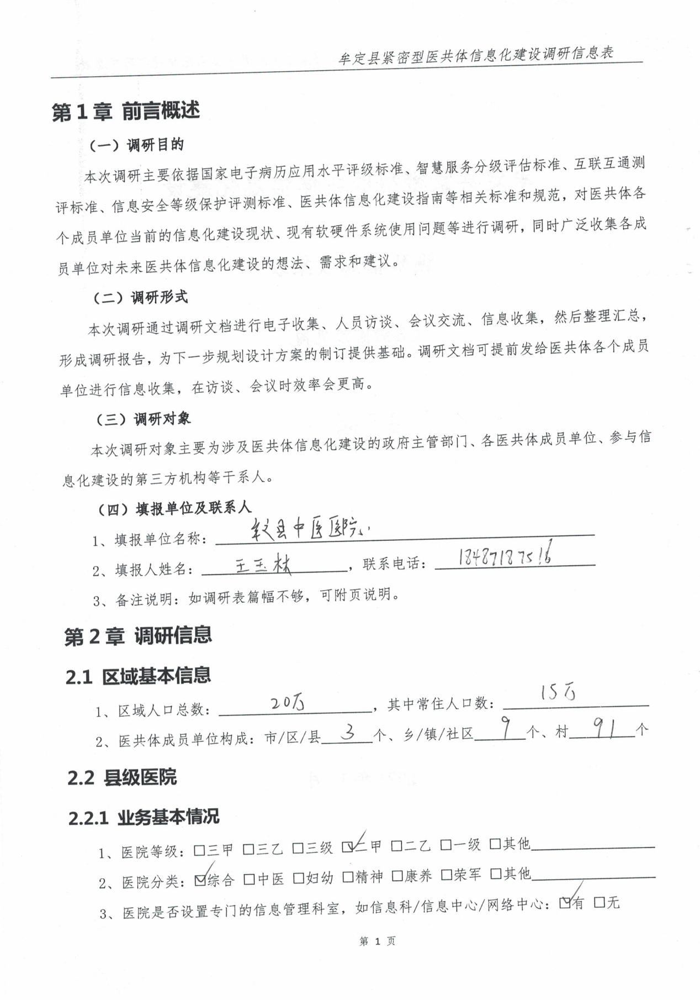 牟定县紧密型医共体信息化建设调研信息表
第1章 前言概述
（一）调研目的
本次调研主要依据国家电子病历应用水平评级标准、智慧服务分级评估标准、互联互通测
评标准、信息安全等级保护评测标准、医共体信息化建设指南等相关标准和规范，对医共体各
个成员单位当前的信息化建设现状、现有软硬件系统使用问题等进行调研，同时广泛收集各成
员单位对未来医共体信息化建设的想法、需求和建议。
（二）调研形式
本次调研通过调研文档进行电子收集、人员访谈、会议交流、信息收集，然后整理汇总，
形成调研报告，为下一步规划设计方案的制订提供基础。调研文档可提前发给医共体各个成员
单位进行信息收集，在访谈、会议时效率会更高。
（三）调研对象
本次调研对象主要为涉及医共体信息化建设的政府主管部门、各医共体成员单位、参与信
息化建设的第三方机构等干系人。
（四）填报单位及联系人
1、填报单位名称：牟定县中医医院
2、填报人姓名：王玉林，联系电话：18487187516
3、备注说明：如调研表篇幅不够，可附页说明。
第2章 调研信息
2.1 区域基本信息
1、区域人口总数：20万，其中常住人口数：15万
2、医共体成员单位构成：市/区/县3个、乡/镇/社区9个、村91个
2.2 县级医院
2.2.1 业务基本情况
1、医院等级：□三甲 □三乙 □三级 ☑二甲 □二乙 □一级 □其他
2、医院分类：☑综合 □中医 □妇幼 □精神 □康养 □荣军 □其他
3、医院是否设置专门的信息管理科室，如信息科/信息中心/网络中心：☑有 □无
第 1 页